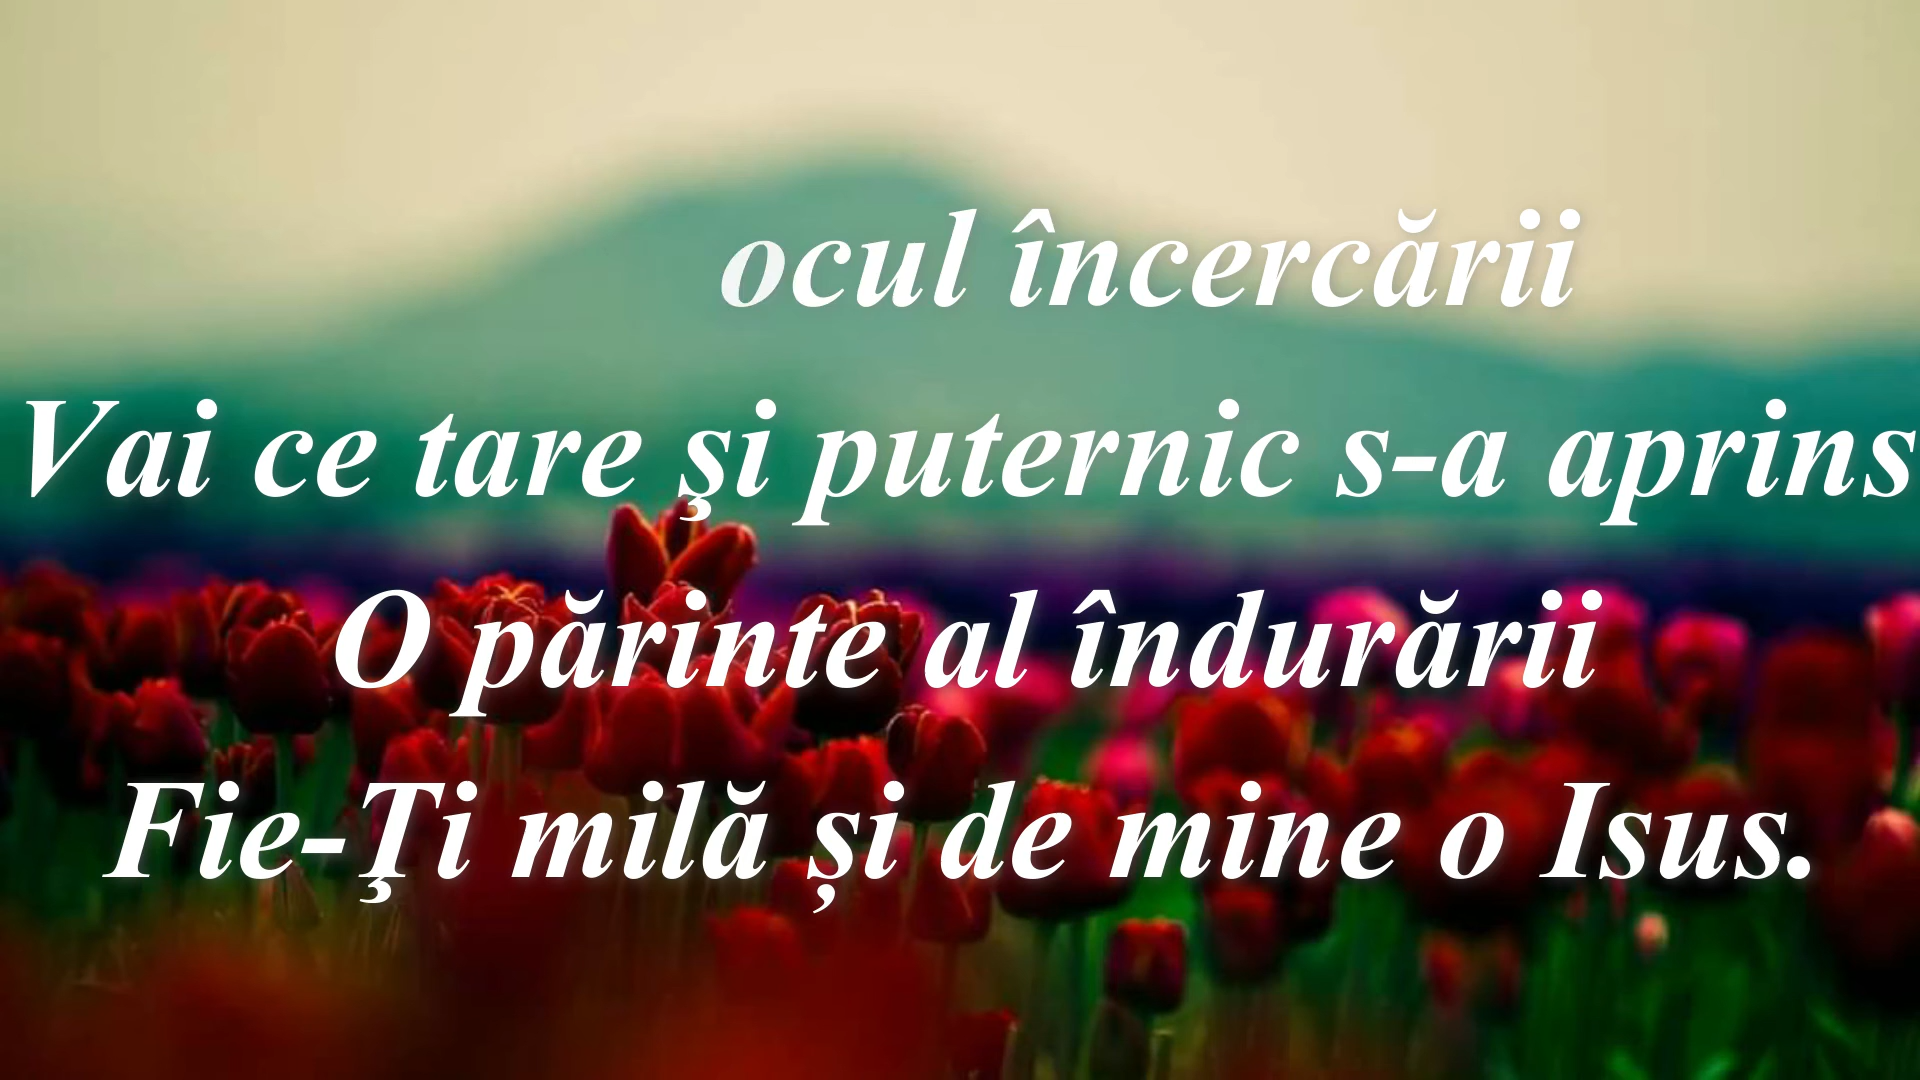 ocul încercării
Vai ce tare şi puternic s-a aprins
O părinte al îndurării
Fie-Ţi milă și de mine o Isus.